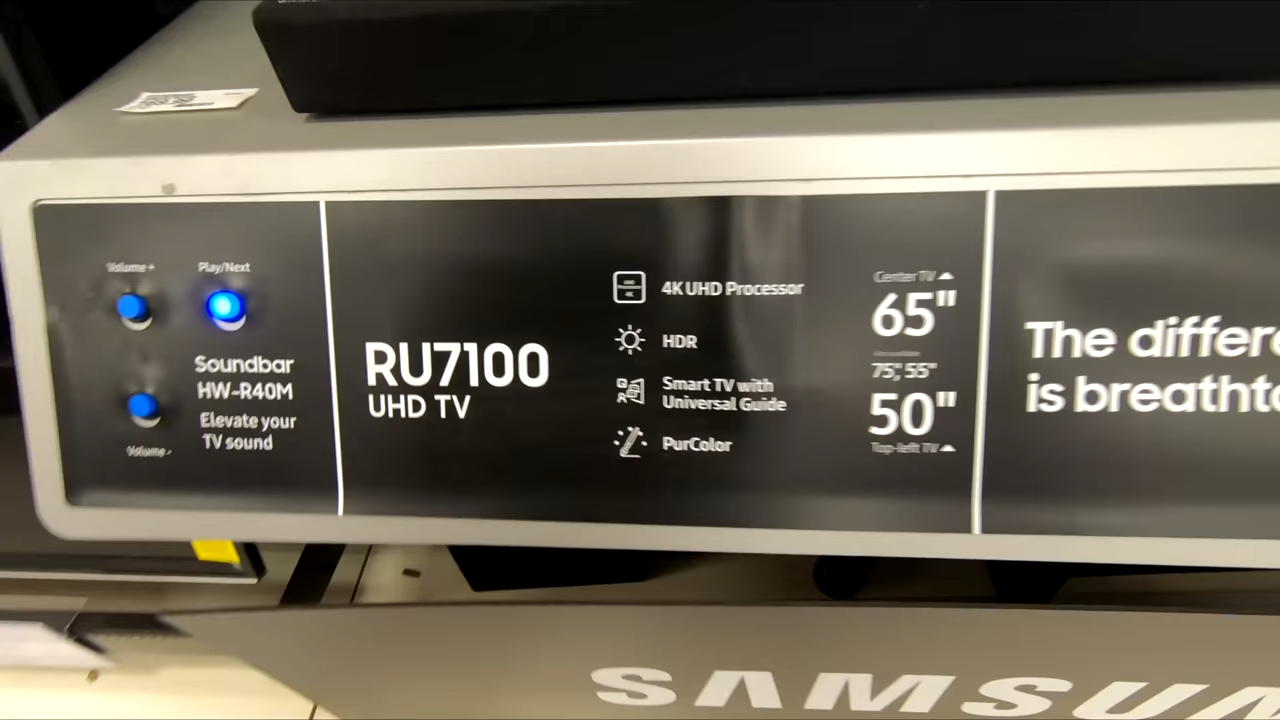 Volume +
Play/Next
Soundbar
HW-R40M
Elevate your
TV sound
Volume -
RU7100
UHD TV
4K UHD Processor
HDR
Smart TV with
Universal Guide
PurColor
Center TV
65"
75", 55"
50"
Top-left TV
The differe
is breathta
SAMSUN